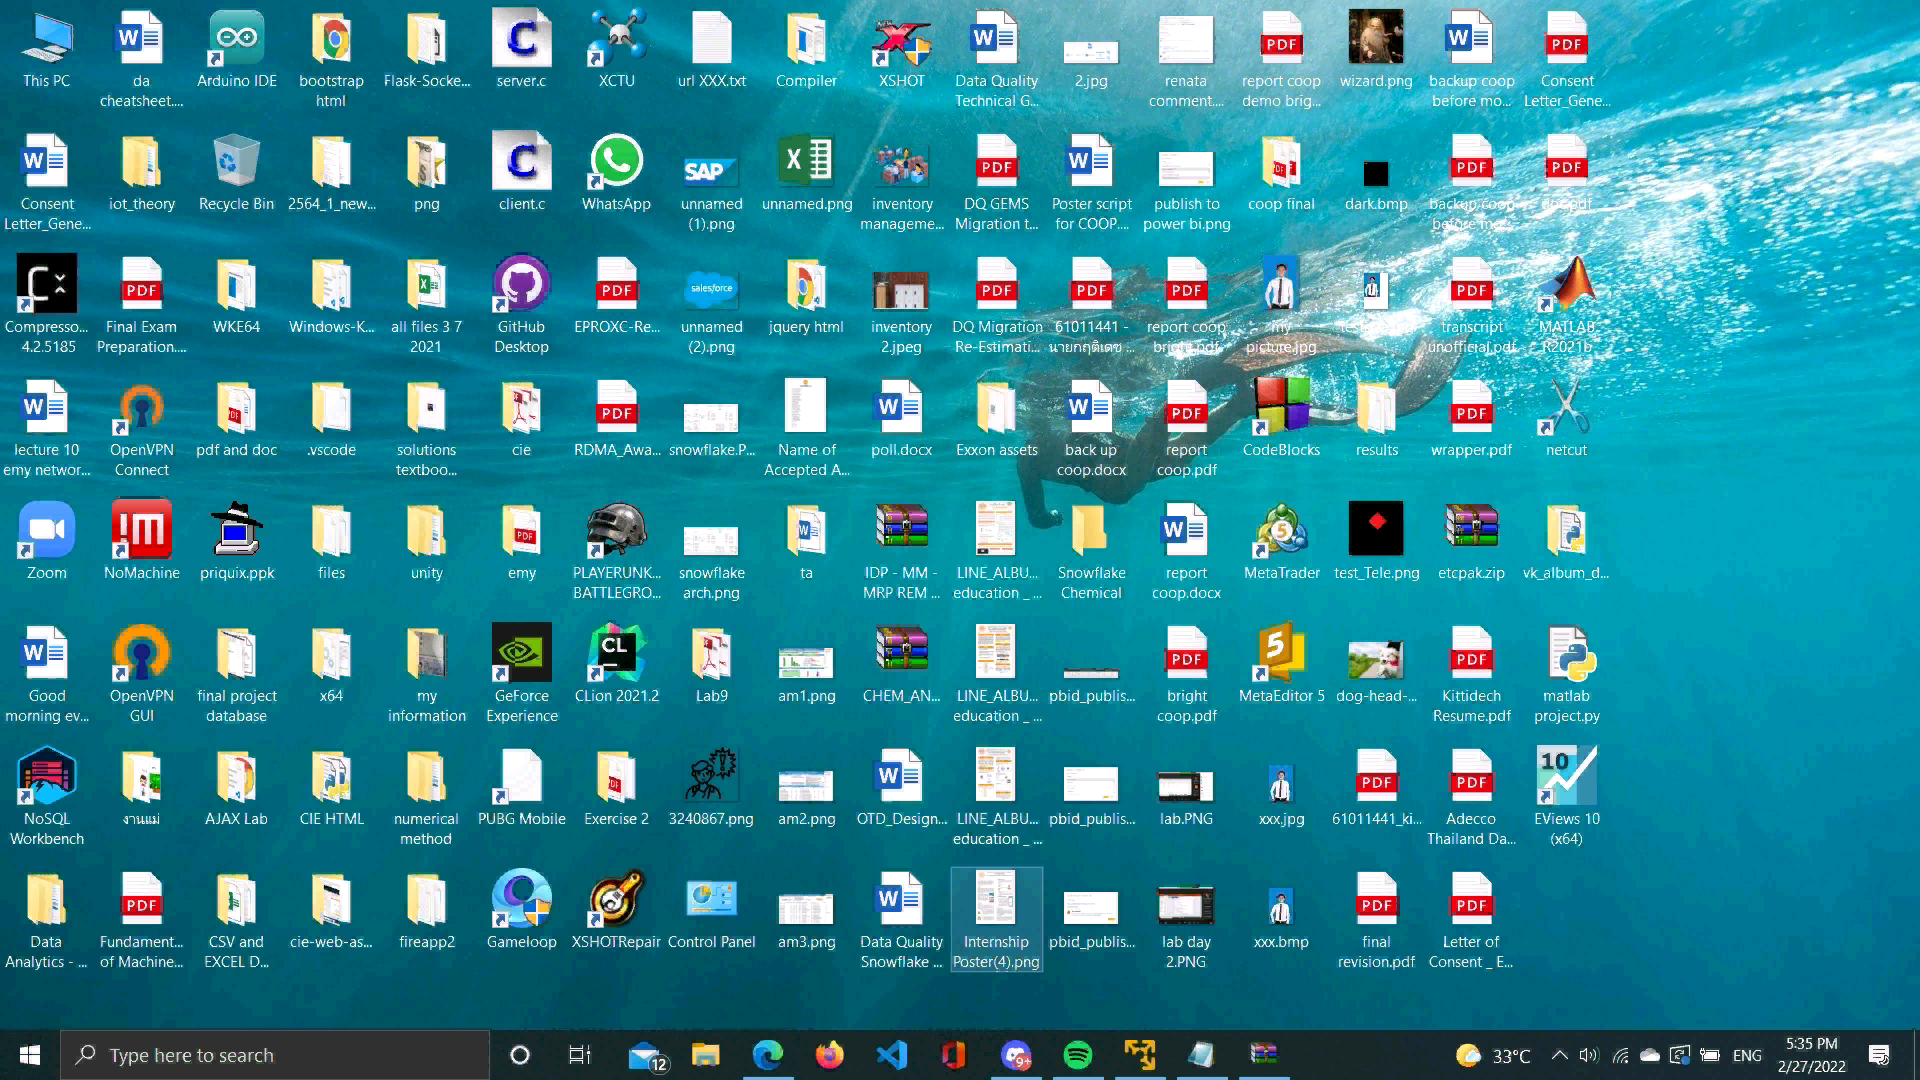 This PC
da
cheatsheet....
Arduino IDE
bootstrap
html
Flask-Socke...
server.c
XCTU
url XXX.txt
Compiler
XSHOT
Data Quality
Technical G...
2.jpg
renata
comment....
report coop
demo brig...
wizard.png
backup coop
before mo...
Consent
Letter_Gene...
Consent
Letter_Gene...
iot_theory
Recycle Bin
2564_1_new...
png
client.c
WhatsApp
SAP
unnamed
(1).png
unnamed.png
inventory
manageme...
DQ GEMS
Migration t...
Poster script
for COOP....
publish to
power bi.png
coop final
dark.bmp
backup coop
before mo...
Compresso...
4.2.5185
Final Exam
Preparation....
WKE64
Windows-K...
all files 3 7
2021
GitHub
Desktop
EPROXC-Re...
salesforce
unnamed
(2).png
jquery html
inventory
2.jpeg
DQ Migration
Re-Estimati...
61011441 -
นายกฤติเดช ...
report coop
bright.pdf
my
picture.jpg
transcript
unofficial.pdf
MATLAB
R2021b
lecture 10
emy networ...
OpenVPN
Connect
pdf and doc
.vscode
solutions
textboo...
cie
RDMA_Awa...
snowflake.P...
Name of
Accepted A...
poll.docx
Exxon assets
back up
coop.docx
report
coop.pdf
CodeBlocks
results
wrapper.pdf
netcut
Zoom
NoMachine
priquix.ppk
files
unity
emy
PLAYERUNK...
BATTLEGRO...
snowflake
arch.png
ta
IDP - MM -
MRP REM ...
LINE_ALBU...
education _ ...
Snowflake
Chemical
report
coop.docx
MetaTrader
test_Tele.png
etcpak.zip
vk_album_d...
Good
morning ev...
OpenVPN
GUI
final project
database
x64
my
information
GeForce
Experience
CLion 2021.2
Lab9
am1.png
CHEM_AN...
LINE_ALBU...
education _ ...
pbid_publis...
bright
coop.pdf
MetaEditor 5
dog-head-...
Kittidech
Resume.pdf
matlab
project.py
NoSQL
Workbench
งานแม่
AJAX Lab
CIE HTML
numerical
method
PUBG Mobile
Exercise 2
3240867.png
am2.png
OTD_Design...
LINE_ALBU...
education _ ...
pbid_publis...
lab.PNG
xxx.jpg
61011441_ki...
Adecco
Thailand Da...
10
EViews 10
(x64)
Data
Analytics - ...
Fundament...
of Machine...
CSV and
EXCEL D...
cie-web-as...
fireapp2
Gameloop
XSHOTRepair
Control Panel
am3.png
Data Quality
Snowflake ...
Internship
Poster(4).png
pbid_publis...
lab day
2.PNG
xxx.bmp
final
revision.pdf
Letter of
Consent _ E...
Type here to search
12
9+
33°C
ENG
5:35 PM
2/27/2022